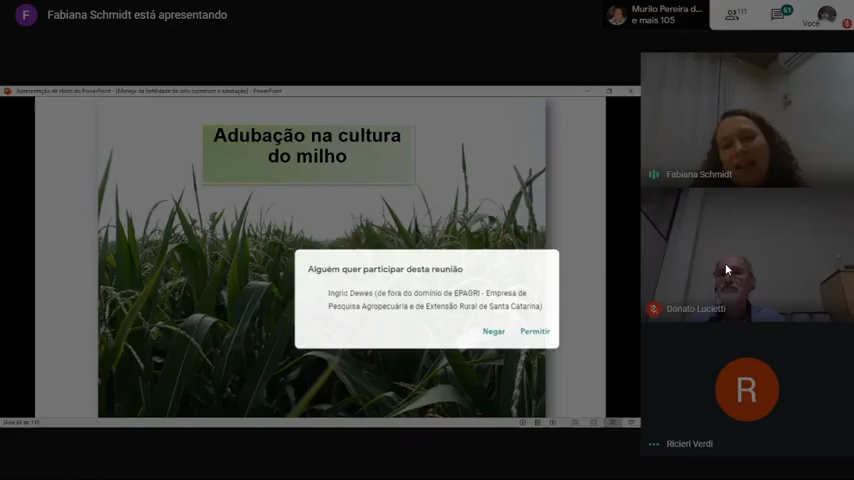 F
Fabiana Schmidt está apresentando
Murilo Pereira d...
e mais 105
111
61
Você
Apresentação de slides do PowerPoint - [Manejo da fertilidade do solo corretivos e adubação] - PowerPoint
Adubação na cultura
do milho
Fabiana Schmidt
Alguém quer participar desta reunião
Ingrid Dewes (de fora do domínio de EPAGRI - Empresa de
Pesquisa Agropecuária e de Extensão Rural de Santa Catarina)
Negar
Permitir
Donato Lucietti
R
Ricieri Verdi